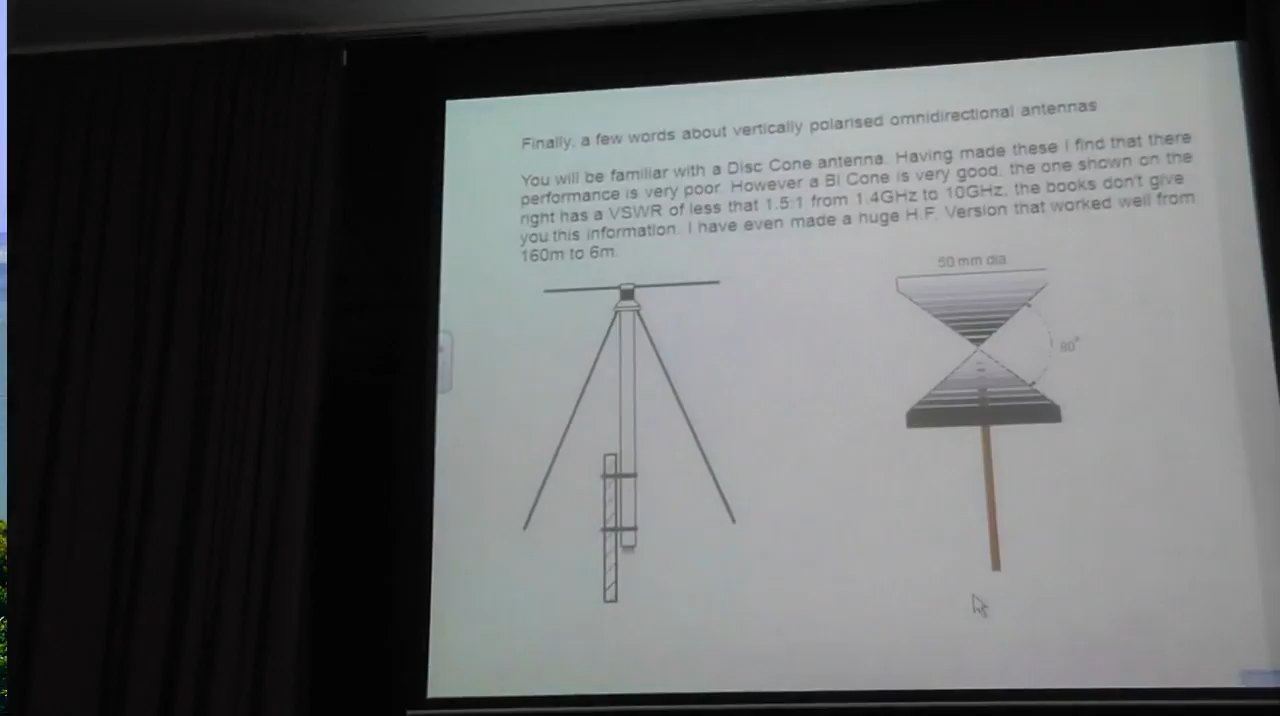 Finally, a few words about vertically polarised omnidirectional antennas
You will be familiar with a Disc Cone antenna. Having made these I find that there
performance is very poor. However a Bi Cone is very good, the one shown on the
right has a VSWR of less that 1.5:1 from 1.4GHz to 10GHz, the books don't give
you this information. I have even made a huge H.F. Version that worked well from
160m to 6m.
50 mm dia
80°